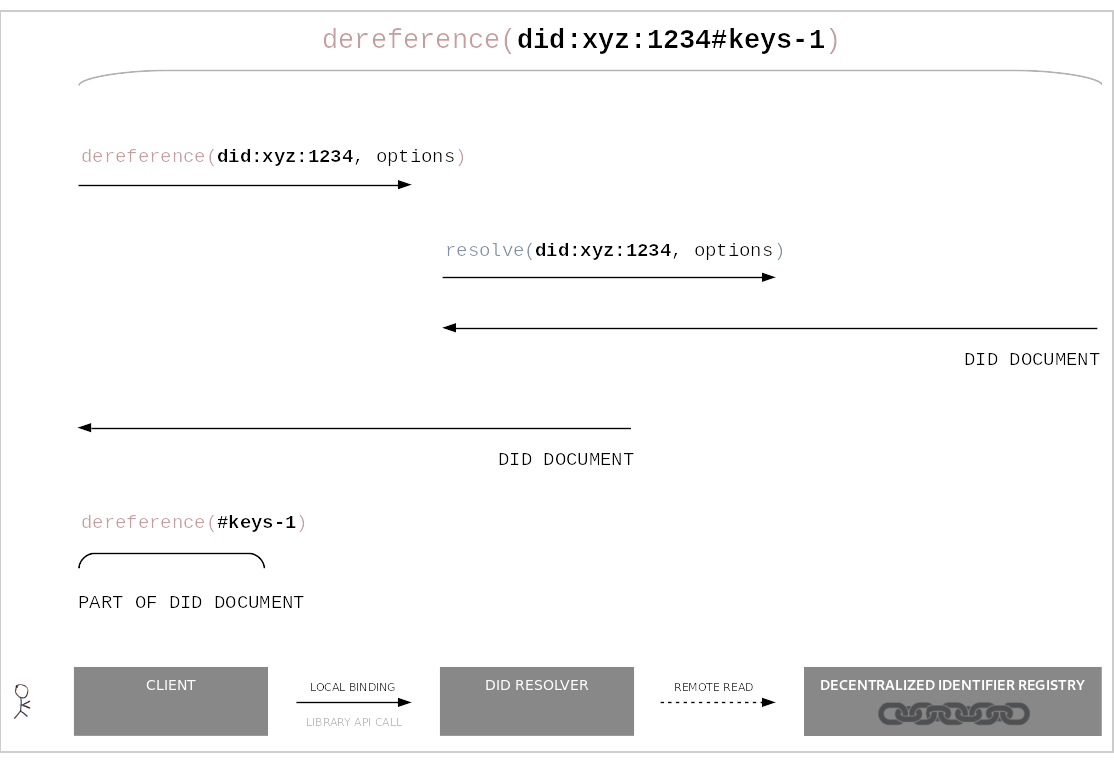 dereference(did:xyz:1234#keys-1)
dereference(did:xyz:1234, options)
resolve(did:xyz:1234, options)
DID DOCUMENT
DID DOCUMENT
dereference(#keys-1)
PART OF DID DOCUMENT
CLIENT
LOCAL BINDING
LIBRARY API CALL
DID RESOLVER
REMOTE READ
DECENTRALIZED IDENTIFIER REGISTRY